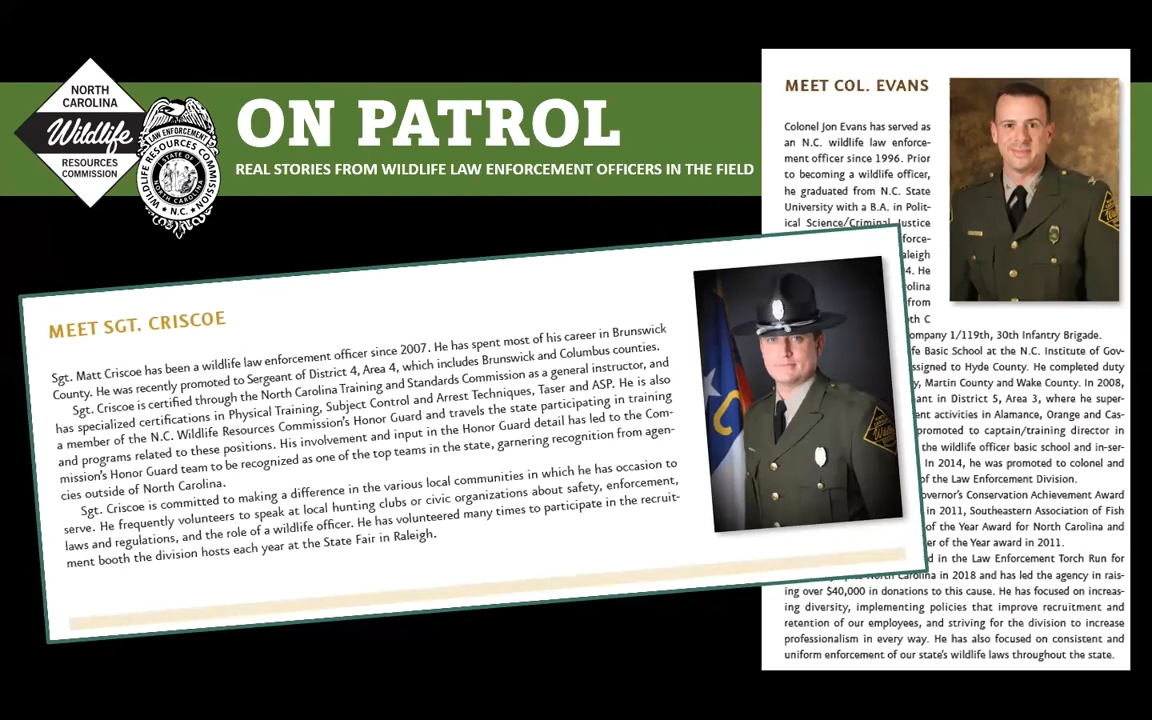 NORTH
CAROLINA
Wildlife
RESOURCES
COMMISSION
LAW ENFORCEMENT
WILDLIFE RESOURCES COMMISSION
STATE OF
NORTH CAROLINA
N.C.
ON PATROL
REAL STORIES FROM WILDLIFE LAW ENFORCEMENT OFFICERS IN THE FIELD
MEET COL. EVANS
Colonel Jon Evans has served as
an N.C. wildlife law enforce-
ment officer since 1996. Prior
to becoming a wildlife officer,
he graduated from N.C. State
University with a B.A. in Polit-
ical Science/Criminal Justice
force-
aleigh
4. He
olina
from
th C
ompany 1/119th, 30th Infantry Brigade.
fe Basic School at the N.C. Institute of Gov-
ssigned to Hyde County. He completed duty
y, Martin County and Wake County. In 2008,
ant in District 5, Area 3, where he super-
ent activities in Alamance, Orange and Cas-
promoted to captain/training director in
the wildlife officer basic school and in-ser-
In 2014, he was promoted to colonel and
of the Law Enforcement Division.
overnor's Conservation Achievement Award
in 2011, Southeastern Association of Fish
of the Year Award for North Carolina and
er of the Year award in 2011.
d in the Law Enforcement Torch Run for
North Carolina in 2018 and has led the agency in rais-
ing over $40,000 in donations to this cause. He has focused on increas-
ing diversity, implementing policies that improve recruitment and
retention of our employees, and striving for the division to increase
professionalism in every way. He has also focused on consistent and
uniform enforcement of our state's wildlife laws throughout the state.
MEET SGT. CRISCOE
Sgt. Matt Criscoe has been a wildlife law enforcement officer since 2007. He has spent most of his career in Brunswick
County. He was recently promoted to Sergeant of District 4, Area 4, which includes Brunswick and Columbus counties.
Sgt. Criscoe is certified through the North Carolina Training and Standards Commission as a general instructor, and
has specialized certifications in Physical Training, Subject Control and Arrest Techniques, Taser and ASP. He is also
a member of the N.C. Wildlife Resources Commission's Honor Guard and travels the state participating in training
and programs related to these positions. His involvement and input in the Honor Guard detail has led to the Com-
mission's Honor Guard team to be recognized as one of the top teams in the state, garnering recognition from agen-
cies outside of North Carolina.
Sgt. Criscoe is committed to making a difference in the various local communities in which he has occasion to
serve. He frequently volunteers to speak at local hunting clubs or civic organizations about safety, enforcement,
laws and regulations, and the role of a wildlife officer. He has volunteered many times to participate in the recruit-
ment booth the division hosts each year at the State Fair in Raleigh.